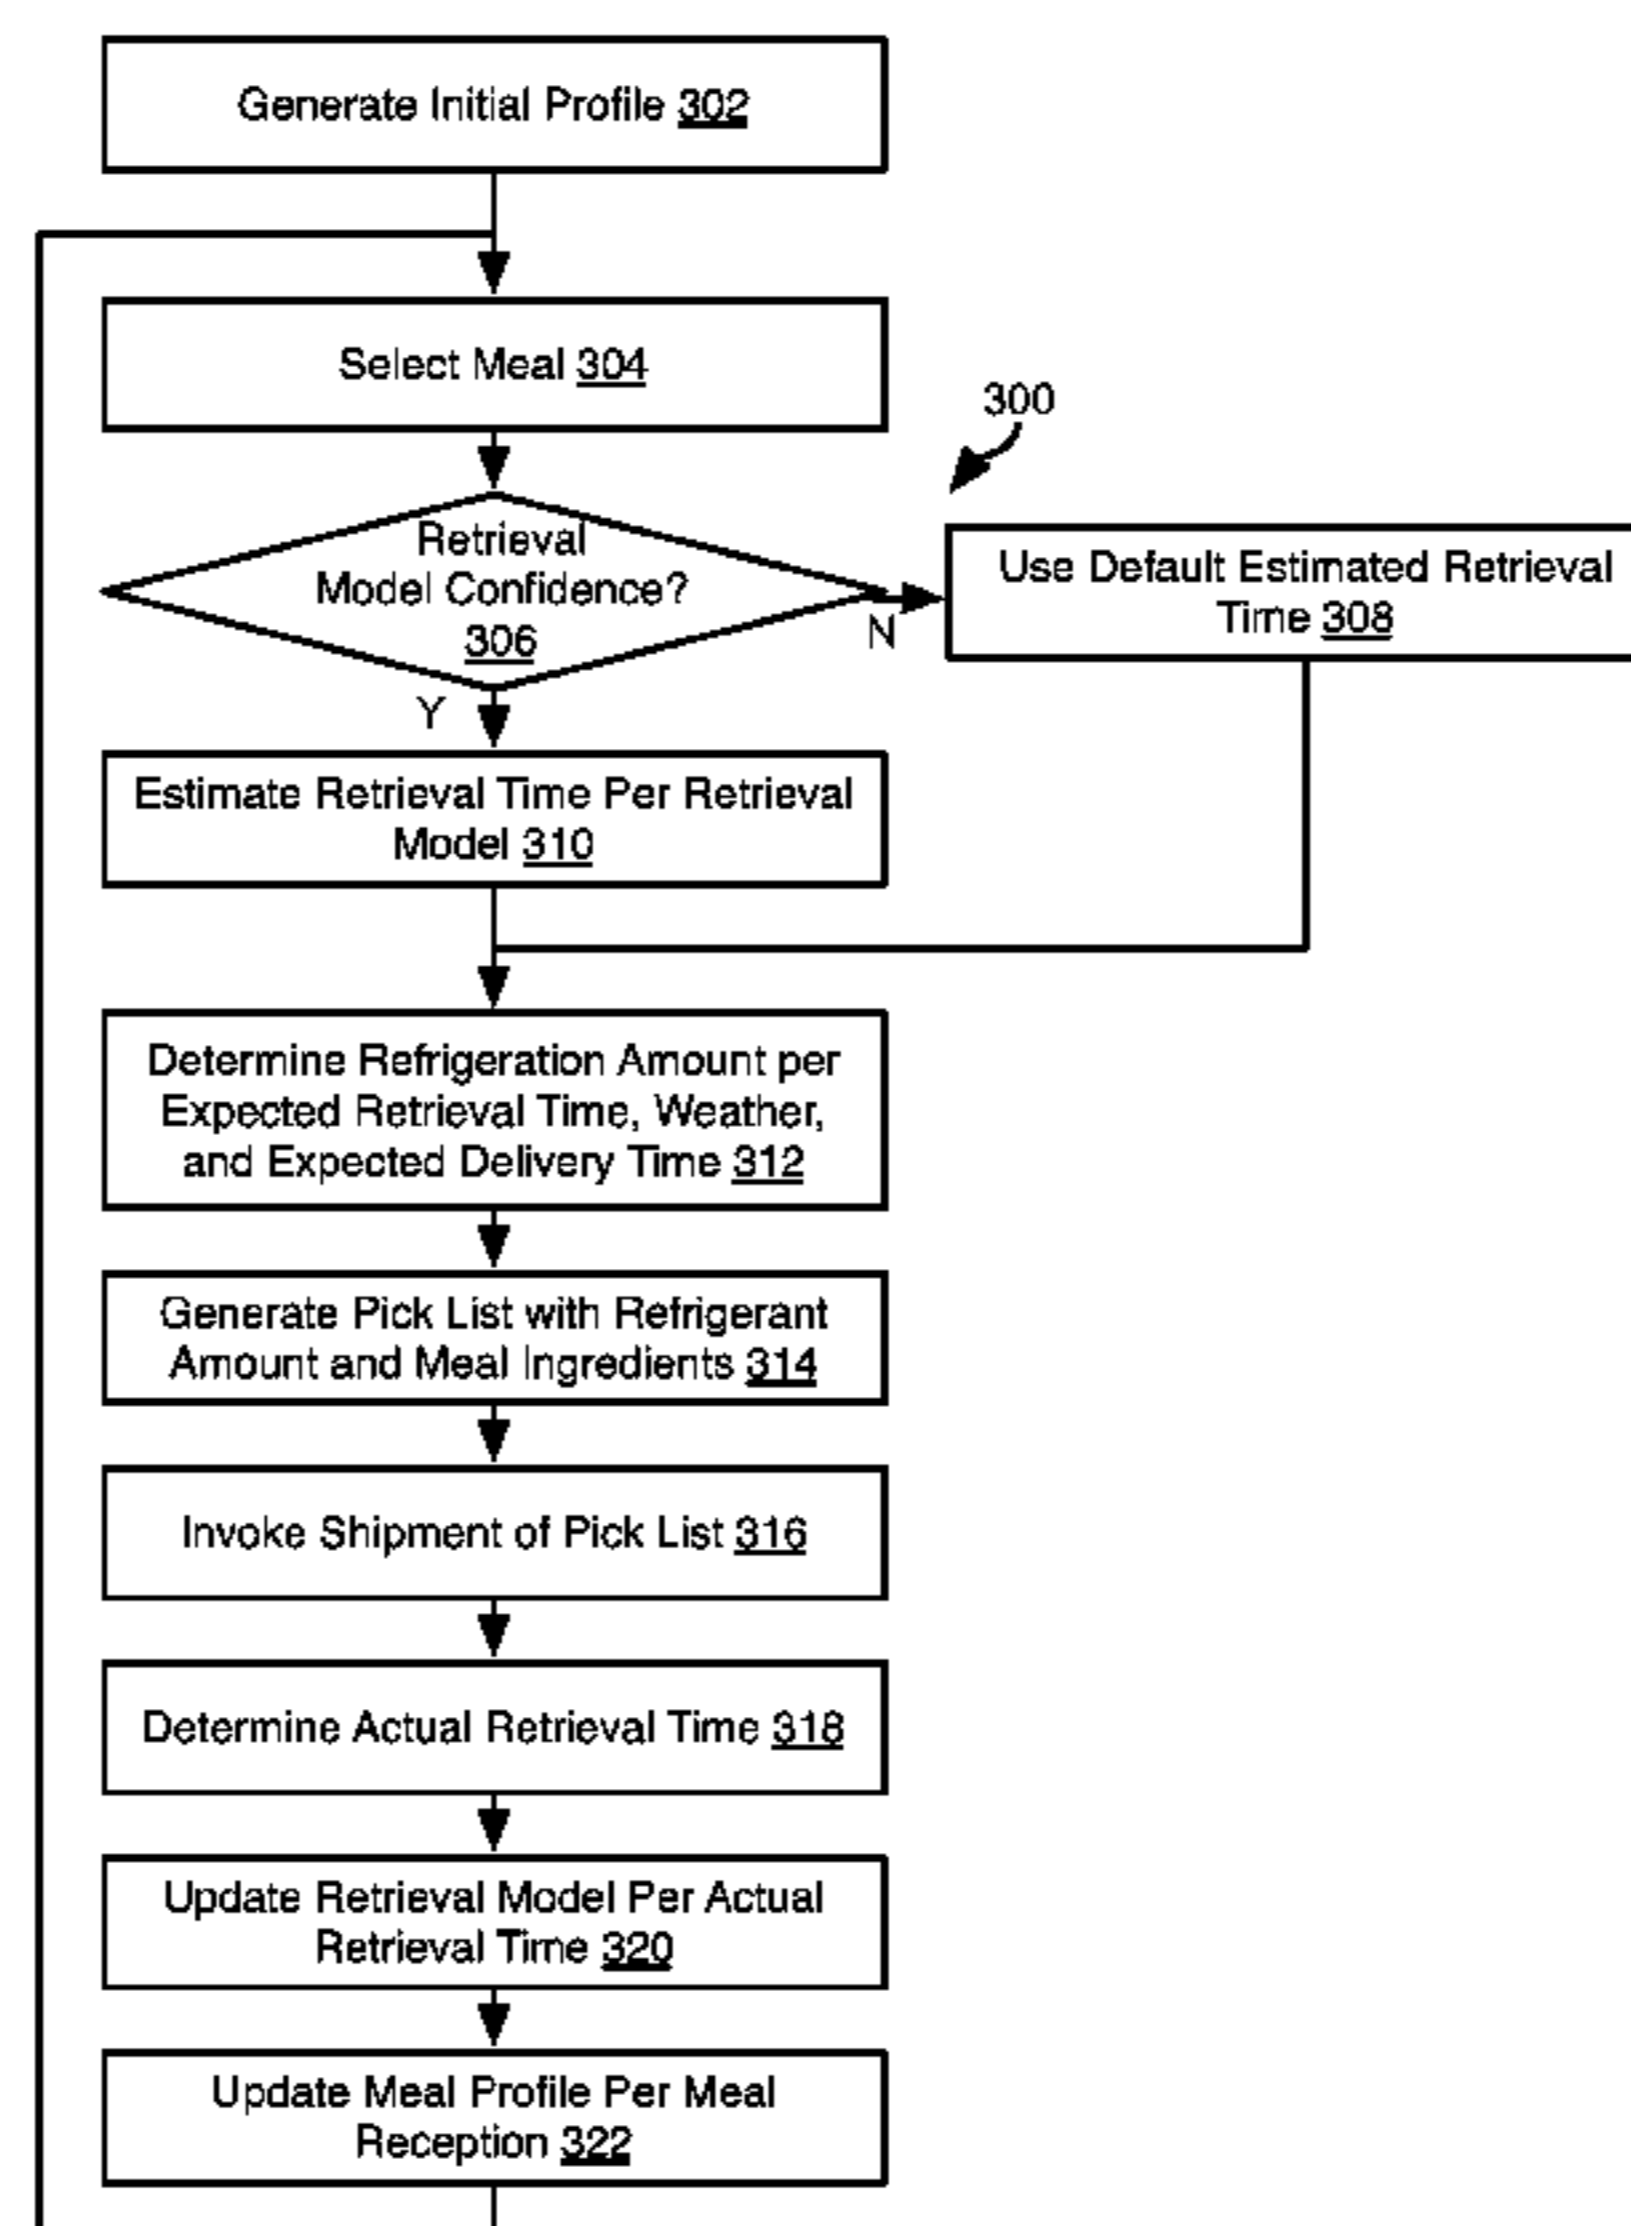 Generate Initial Profile 302
Select Meal 304
300
Retrieval
Model Confidence?
306
N
Use Default Estimated Retrieval
Time 308
Y
Estimate Retrieval Time Per Retrieval
Model 310
Determine Refrigeration Amount per
Expected Retrieval Time, Weather,
and Expected Delivery Time 312
Generate Pick List with Refrigerant
Amount and Meal Ingredients 314
Invoke Shipment of Pick List 316
Determine Actual Retrieval Time 318
Update Retrieval Model Per Actual
Retrieval Time 320
Update Meal Profile Per Meal
Reception 322